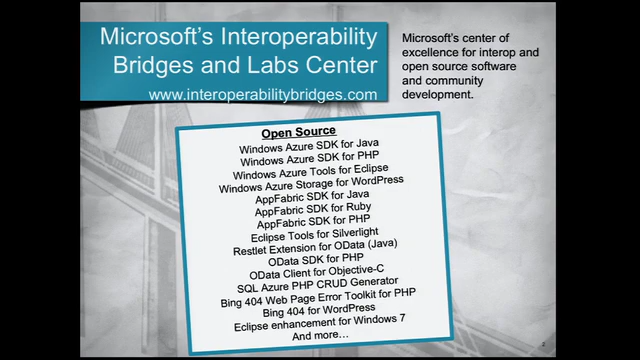 Microsoft's Interoperability
Bridges and Labs Center
www.interoperabilitybridges.com
Microsoft's center of
excellence for interop and
open source software
and community
development.
Open Source
Windows Azure SDK for Java
Windows Azure SDK for PHP
Windows Azure Tools for Eclipse
Windows Azure Storage for WordPress
AppFabric SDK for Java
AppFabric SDK for Ruby
AppFabric SDK for PHP
Eclipse Tools for Silverlight
Restlet Extension for OData (Java)
OData SDK for PHP
OData Client for Objective-C
SQL Azure PHP CRUD Generator
Bing 404 Web Page Error Toolkit for PHP
Bing 404 for WordPress
Eclipse enhancement for Windows 7
And more…
2